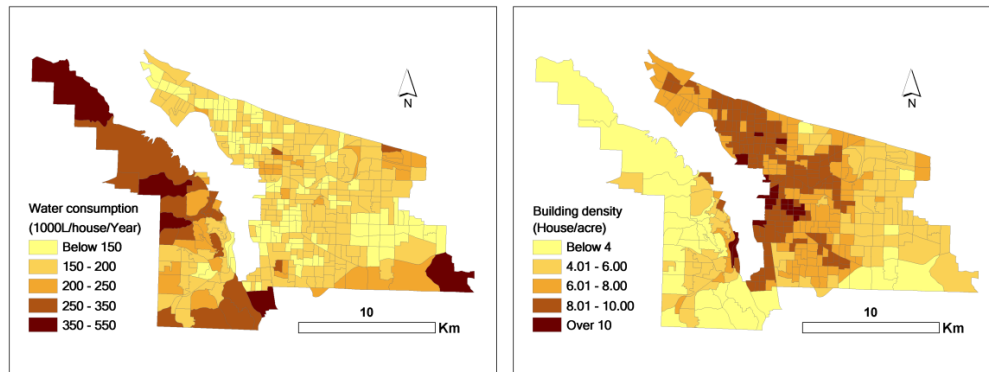 N
Water consumption
(1000L/house/Year)
Below 150
150 - 200
200 - 250
250 - 350
350 - 550
10
Km
N
Building density
(House/acre)
Below 4
4.01 - 6.00
6.01 - 8.00
8.01 - 10.00
Over 10
10
Km